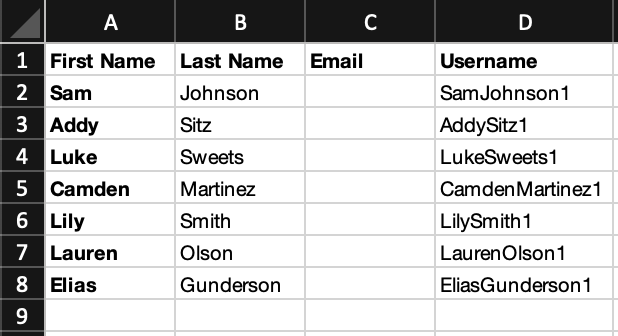 A B C D
1 First Name Last Name Email Username
2 Sam Johnson SamJohnson1
3 Addy Sitz AddySitz1
4 Luke Sweets LukeSweets1
5 Camden Martinez CamdenMartinez1
6 Lily Smith LilySmith1
7 Lauren Olson LaurenOlson1
8 Elias Gunderson EliasGunderson1
9